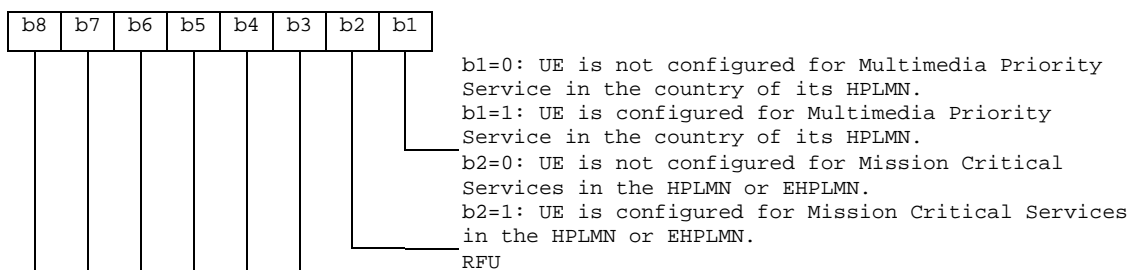 b8 b7 b6 b5 b4 b3 b2 b1
b1=0: UE is not configured for Multimedia Priority
Service in the country of its HPLMN.
b1=1: UE is configured for Multimedia Priority
Service in the country of its HPLMN.
b2=0: UE is not configured for Mission Critical
Services in the HPLMN or EHPLMN.
b2=1: UE is configured for Mission Critical Services
in the HPLMN or EHPLMN.
RFU